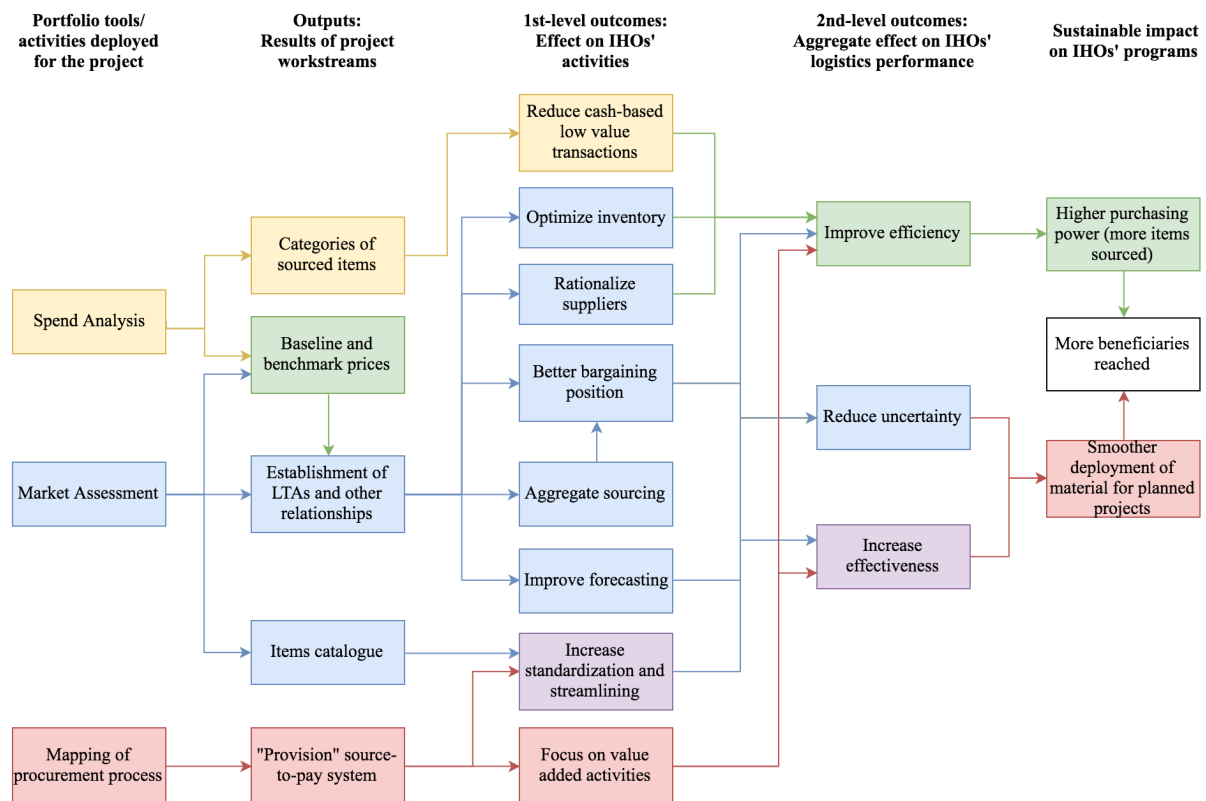 Portfolio tools/
activities deployed
for the project
Outputs:
Results of project
workstreams
1st-level outcomes:
Effect on IHOs'
activities
2nd-level outcomes:
Aggregate effect on IHOs'
logistics performance
Sustainable impact
on IHOs' programs
Reduce cash-based
low value
transactions
Categories of
sourced items
Optimize inventory
Improve efficiency
Higher purchasing
power (more items
sourced)
Rationalize
suppliers
Spend Analysis
Baseline and
benchmark prices
Better bargaining
position
More beneficiaries
reached
Reduce uncertainty
Market Assessment
Establishment of
LTAs and other
relationships
Aggregate sourcing
Smoother
deployment of
material for planned
projects
Improve forecasting
Increase
effectiveness
Items catalogue
Increase
standardization and
streamlining
Mapping of
procurement process
"Provision" source-
to-pay system
Focus on value
added activities